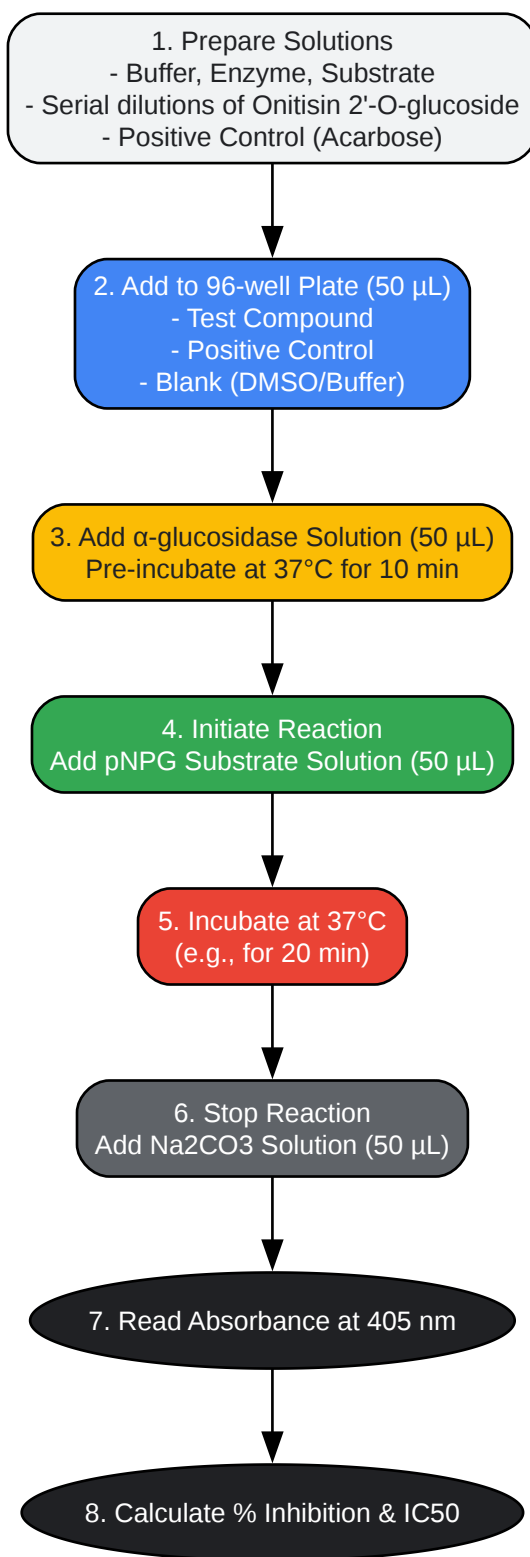 1. Prepare Solutions
- Buffer, Enzyme, Substrate
- Serial dilutions of Onitisin 2'-O-glucoside
- Positive Control (Acarbose)
2. Add to 96-well Plate (50 µL)
- Test Compound
- Positive Control
- Blank (DMSO/Buffer)
3. Add α-glucosidase Solution (50 µL)
Pre-incubate at 37°C for 10 min
4. Initiate Reaction
Add pNPG Substrate Solution (50 µL)
5. Incubate at 37°C
(e.g., for 20 min)
6. Stop Reaction
Add Na2CO3 Solution (50 µL)
7. Read Absorbance at 405 nm
8. Calculate % Inhibition & IC50